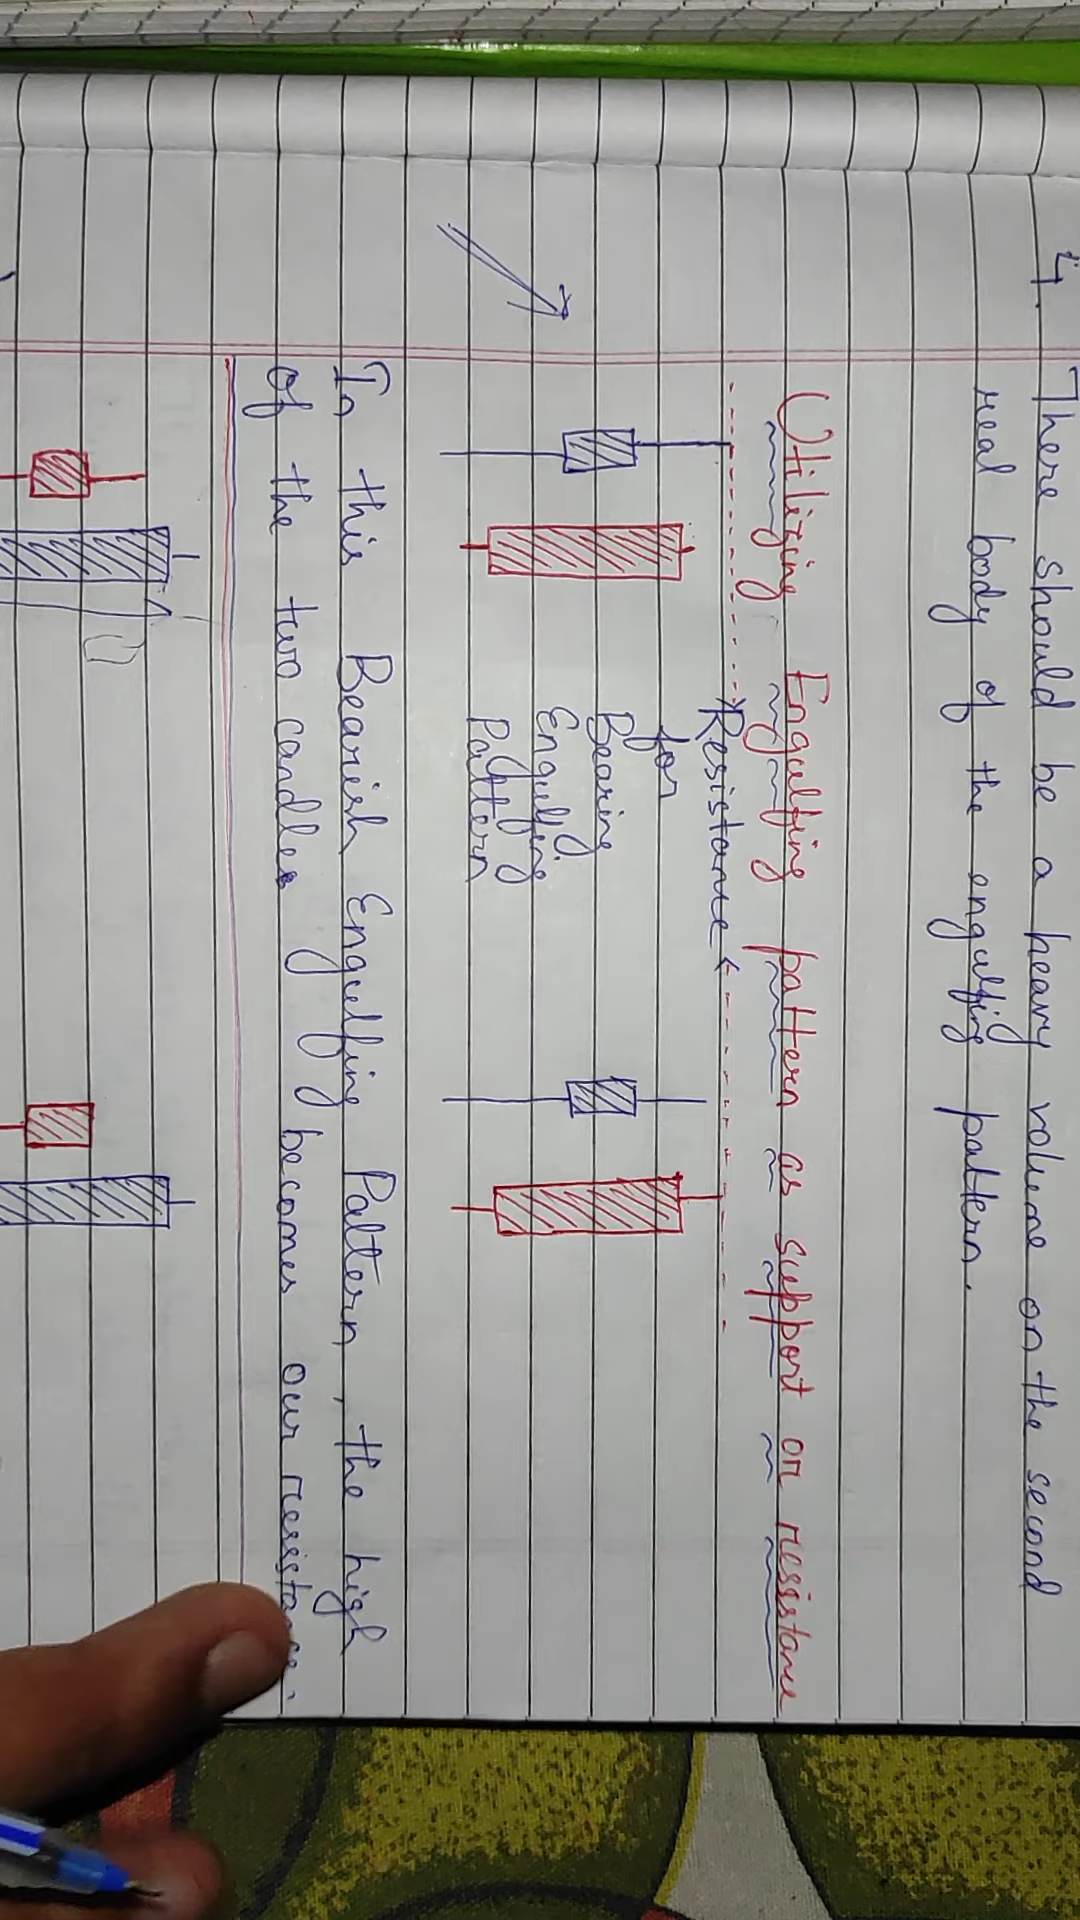 4. There should be a heavy volume on the second
real body of the engulfing pattern.
Utilizing Engulfing pattern as support or resistance
Resistance
for
Bearing
Engulfing
Pattern
In this Bearish Engulfing Pattern, the high
of the two candles becomes our resistance.